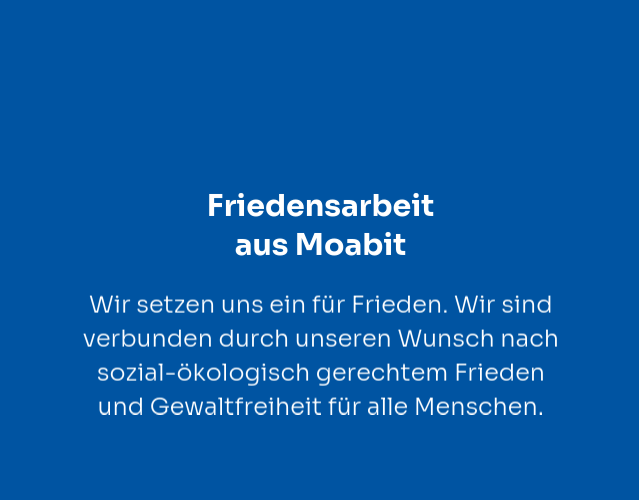 Friedensarbeit
aus Moabit
Wir setzen uns ein für Frieden. Wir sind
verbunden durch unseren Wunsch nach
sozial-ökologisch gerechtem Frieden
und Gewaltfreiheit für alle Menschen.